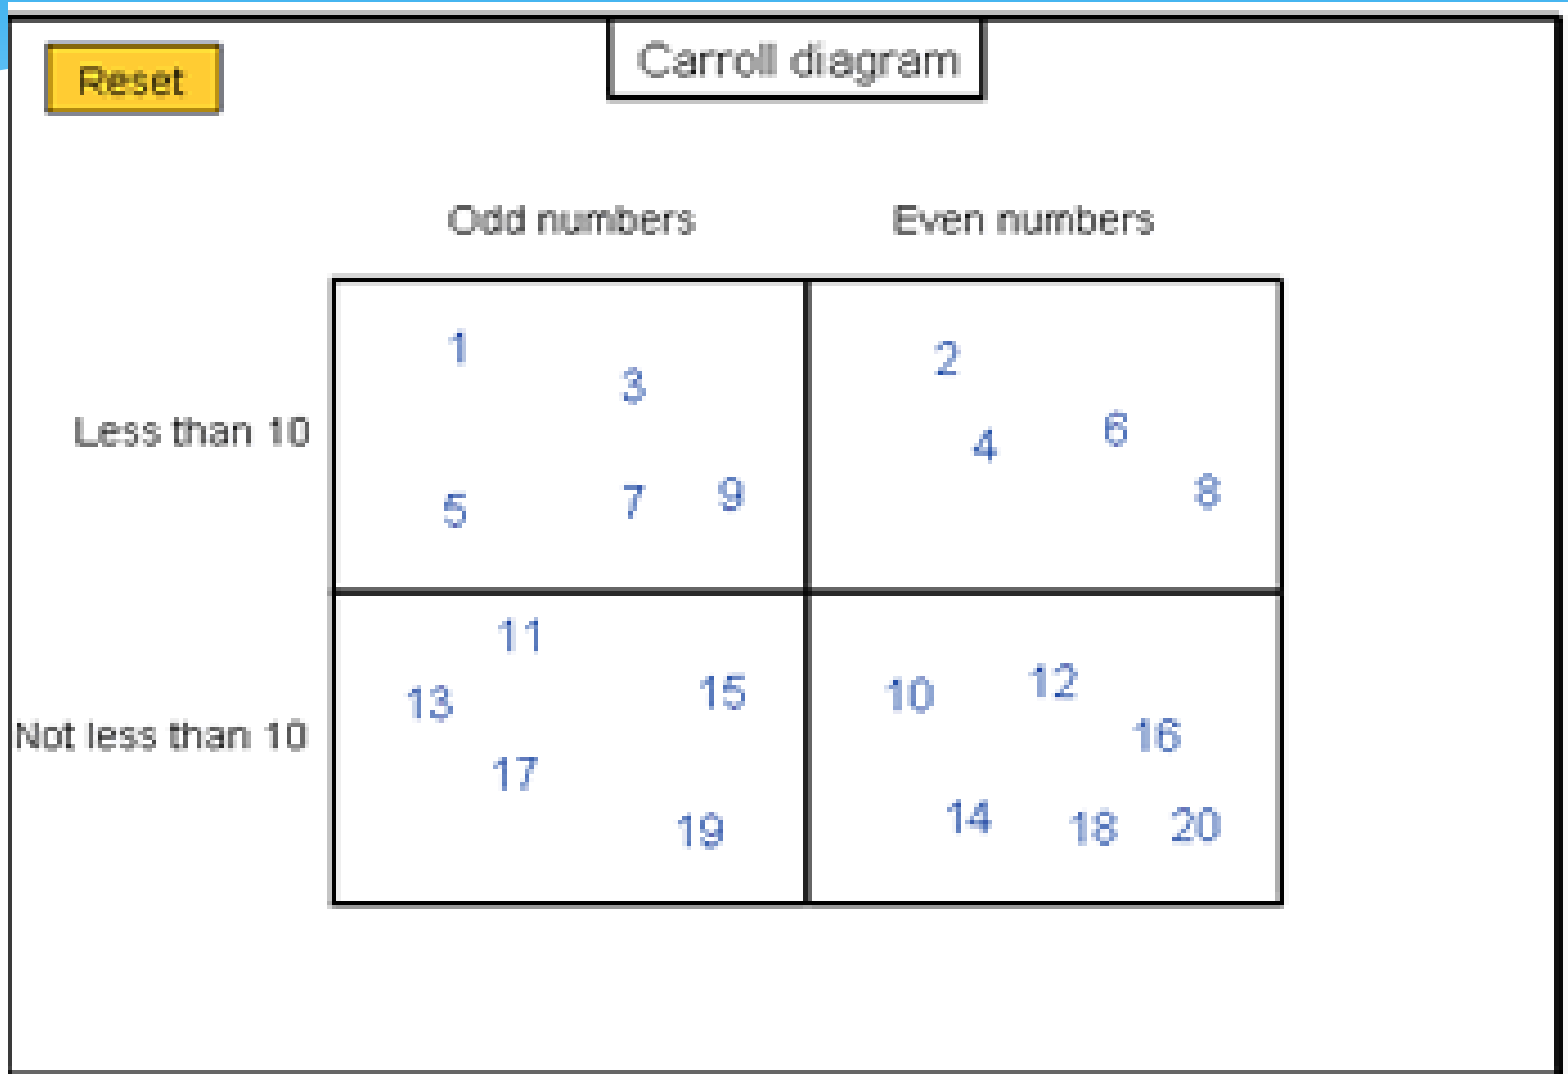 Reset
Carroll diagram
Odd numbers Even numbers
1 2
3
Less than 10 4 6
5 7 9 8
11
13 15 10 12
Not less than 10 16
17
19 14 18 20